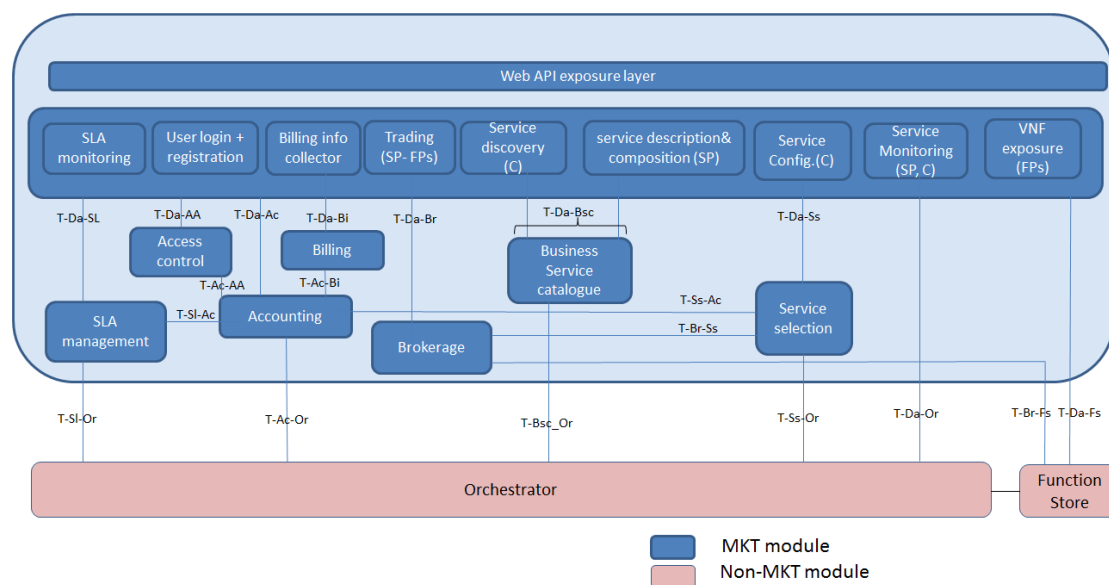 Web API exposure layer
SLA
monitoring
User login +
registration
Billing info
collector
Trading
(SP- FPs)
Service
discovery
(C)
service description&
composition (SP)
Service
Config.(C)
Service
Monitoring
(SP, C)
VNF
exposure
(FPs)
T-Da-SL
T-Da-AA
T-Da-Ac
T-Da-Bi
T-Da-Br
T-Da-Bsc
T-Da-Ss
Access
control
Billing
Business
Service
catalogue
T-Ac-AA
T-Ac-Bi
SLA
management
T-Sl-Ac
Accounting
Brokerage
T-Ss-Ac
T-Br-Ss
Service
selection
T-Sl-Or
T-Ac-Or
T-Bsc_Or
T-Ss-Or
T-Da-Or
T-Br-Fs
T-Da-Fs
Orchestrator
Function
Store
MKT module
Non-MKT module